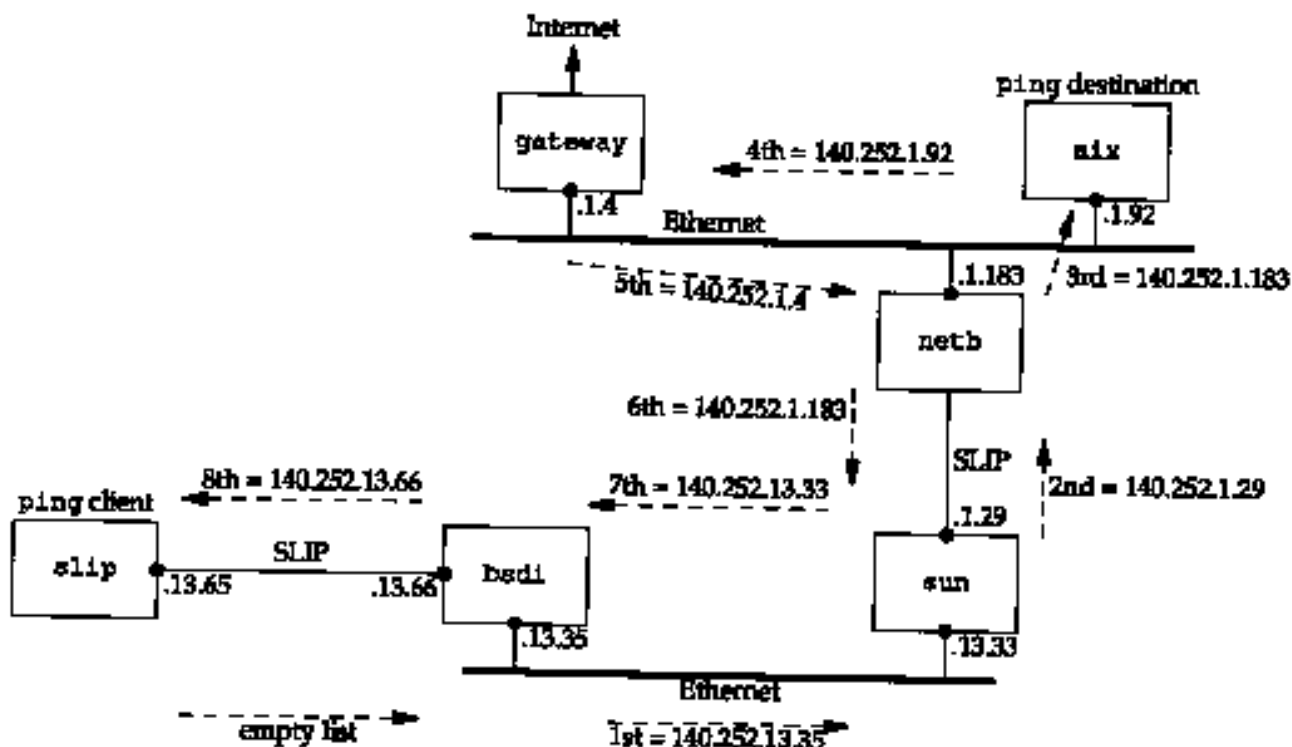 Internet
ping destination
gateway
aix
4th = 140.252.1.92
.1.4
.1.92
Ethernet
5th = 140.252.1.4
.1.183
3rd = 140.252.1.183
netb
6th = 140.252.1.183
SLIP
8th = 140.252.13.66
7th = 140.252.13.33
2nd = 140.252.1.29
ping client
.1.29
slip
SLIP
bsdi
sun
.13.65
.13.66
.13.35
.13.33
Ethernet
empty list
1st = 140.252.13.35